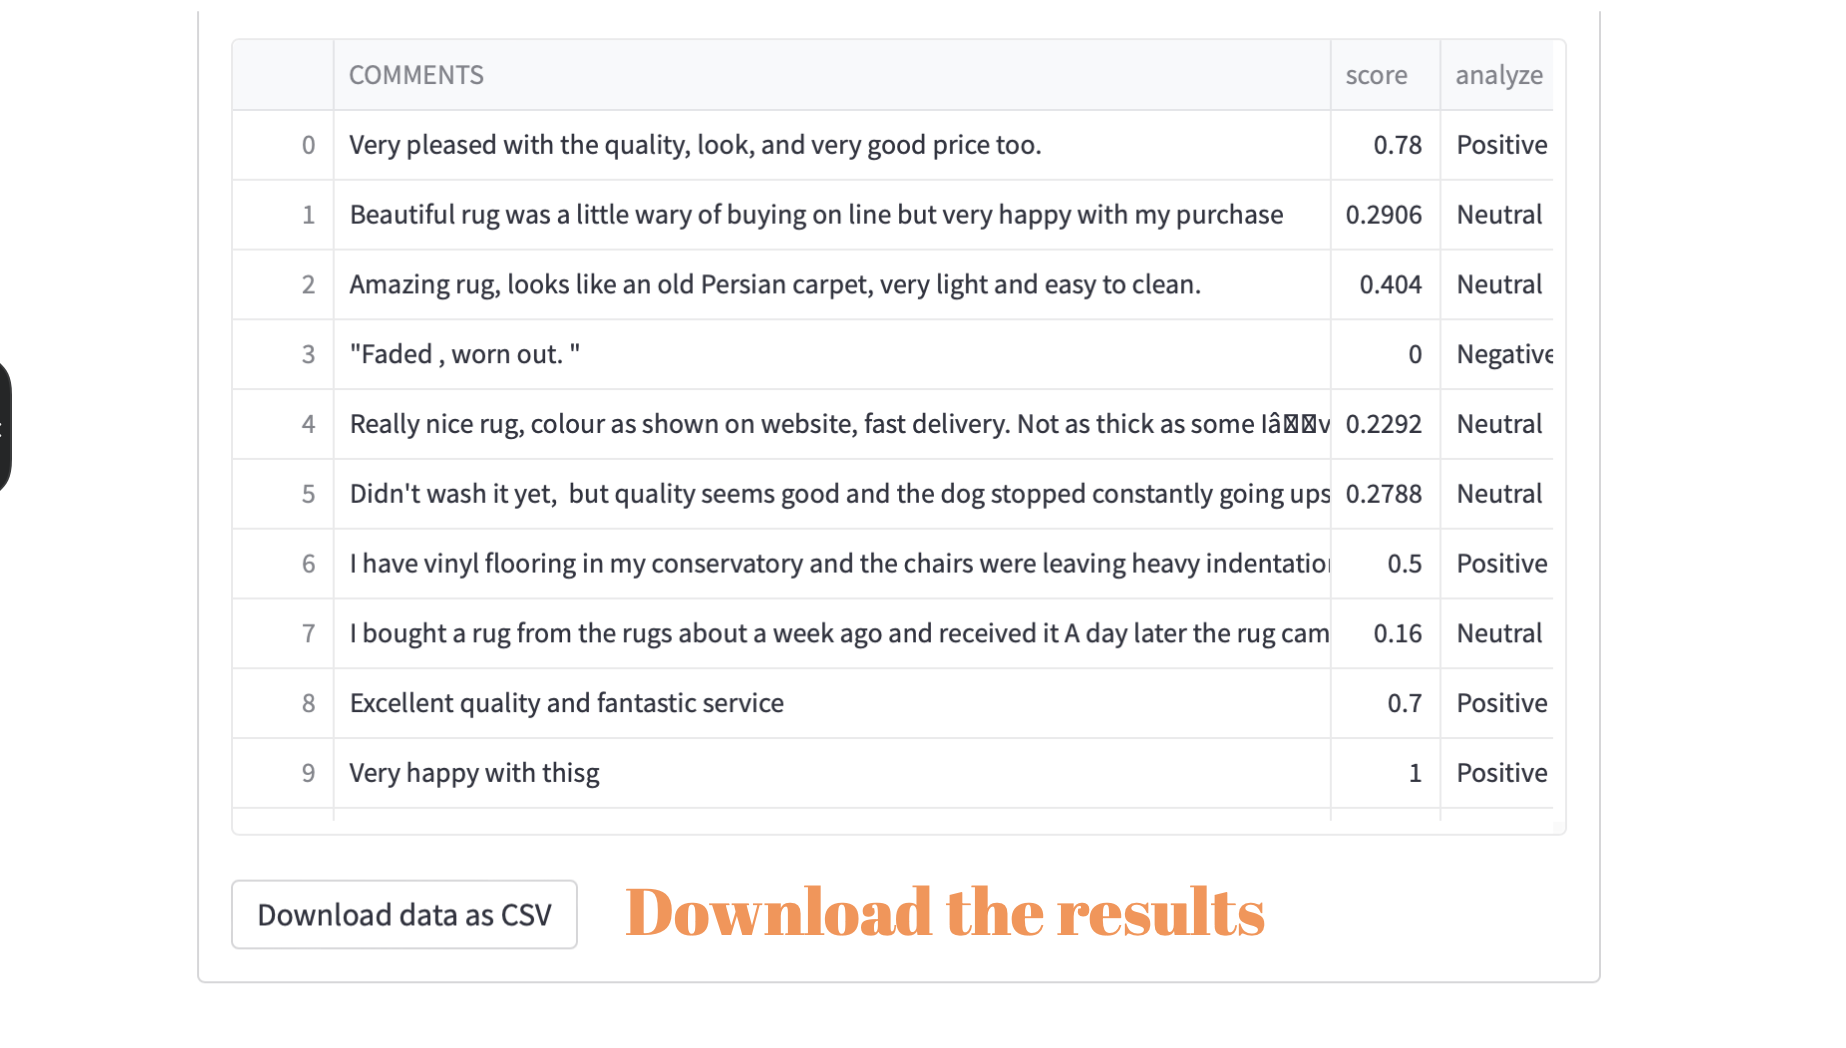 COMMENTS score analyze
0 Very pleased with the quality, look, and very good price too. 0.78 Positive
1 Beautiful rug was a little wary of buying on line but very happy with my purchase 0.2906 Neutral
2 Amazing rug, looks like an old Persian carpet, very light and easy to clean. 0.404 Neutral
3 "Faded , worn out. " 0 Negative
4 Really nice rug, colour as shown on website, fast delivery. Not as thick as some Iâ 0.2292 Neutral
5 Didn't wash it yet,  but quality seems good and the dog stopped constantly going ups 0.2788 Neutral
6 I have vinyl flooring in my conservatory and the chairs were leaving heavy indentatio 0.5 Positive
7 I bought a rug from the rugs about a week ago and received it A day later the rug cam 0.16 Neutral
8 Excellent quality and fantastic service 0.7 Positive
9 Very happy with thisg 1 Positive
Download data as CSV Download the results